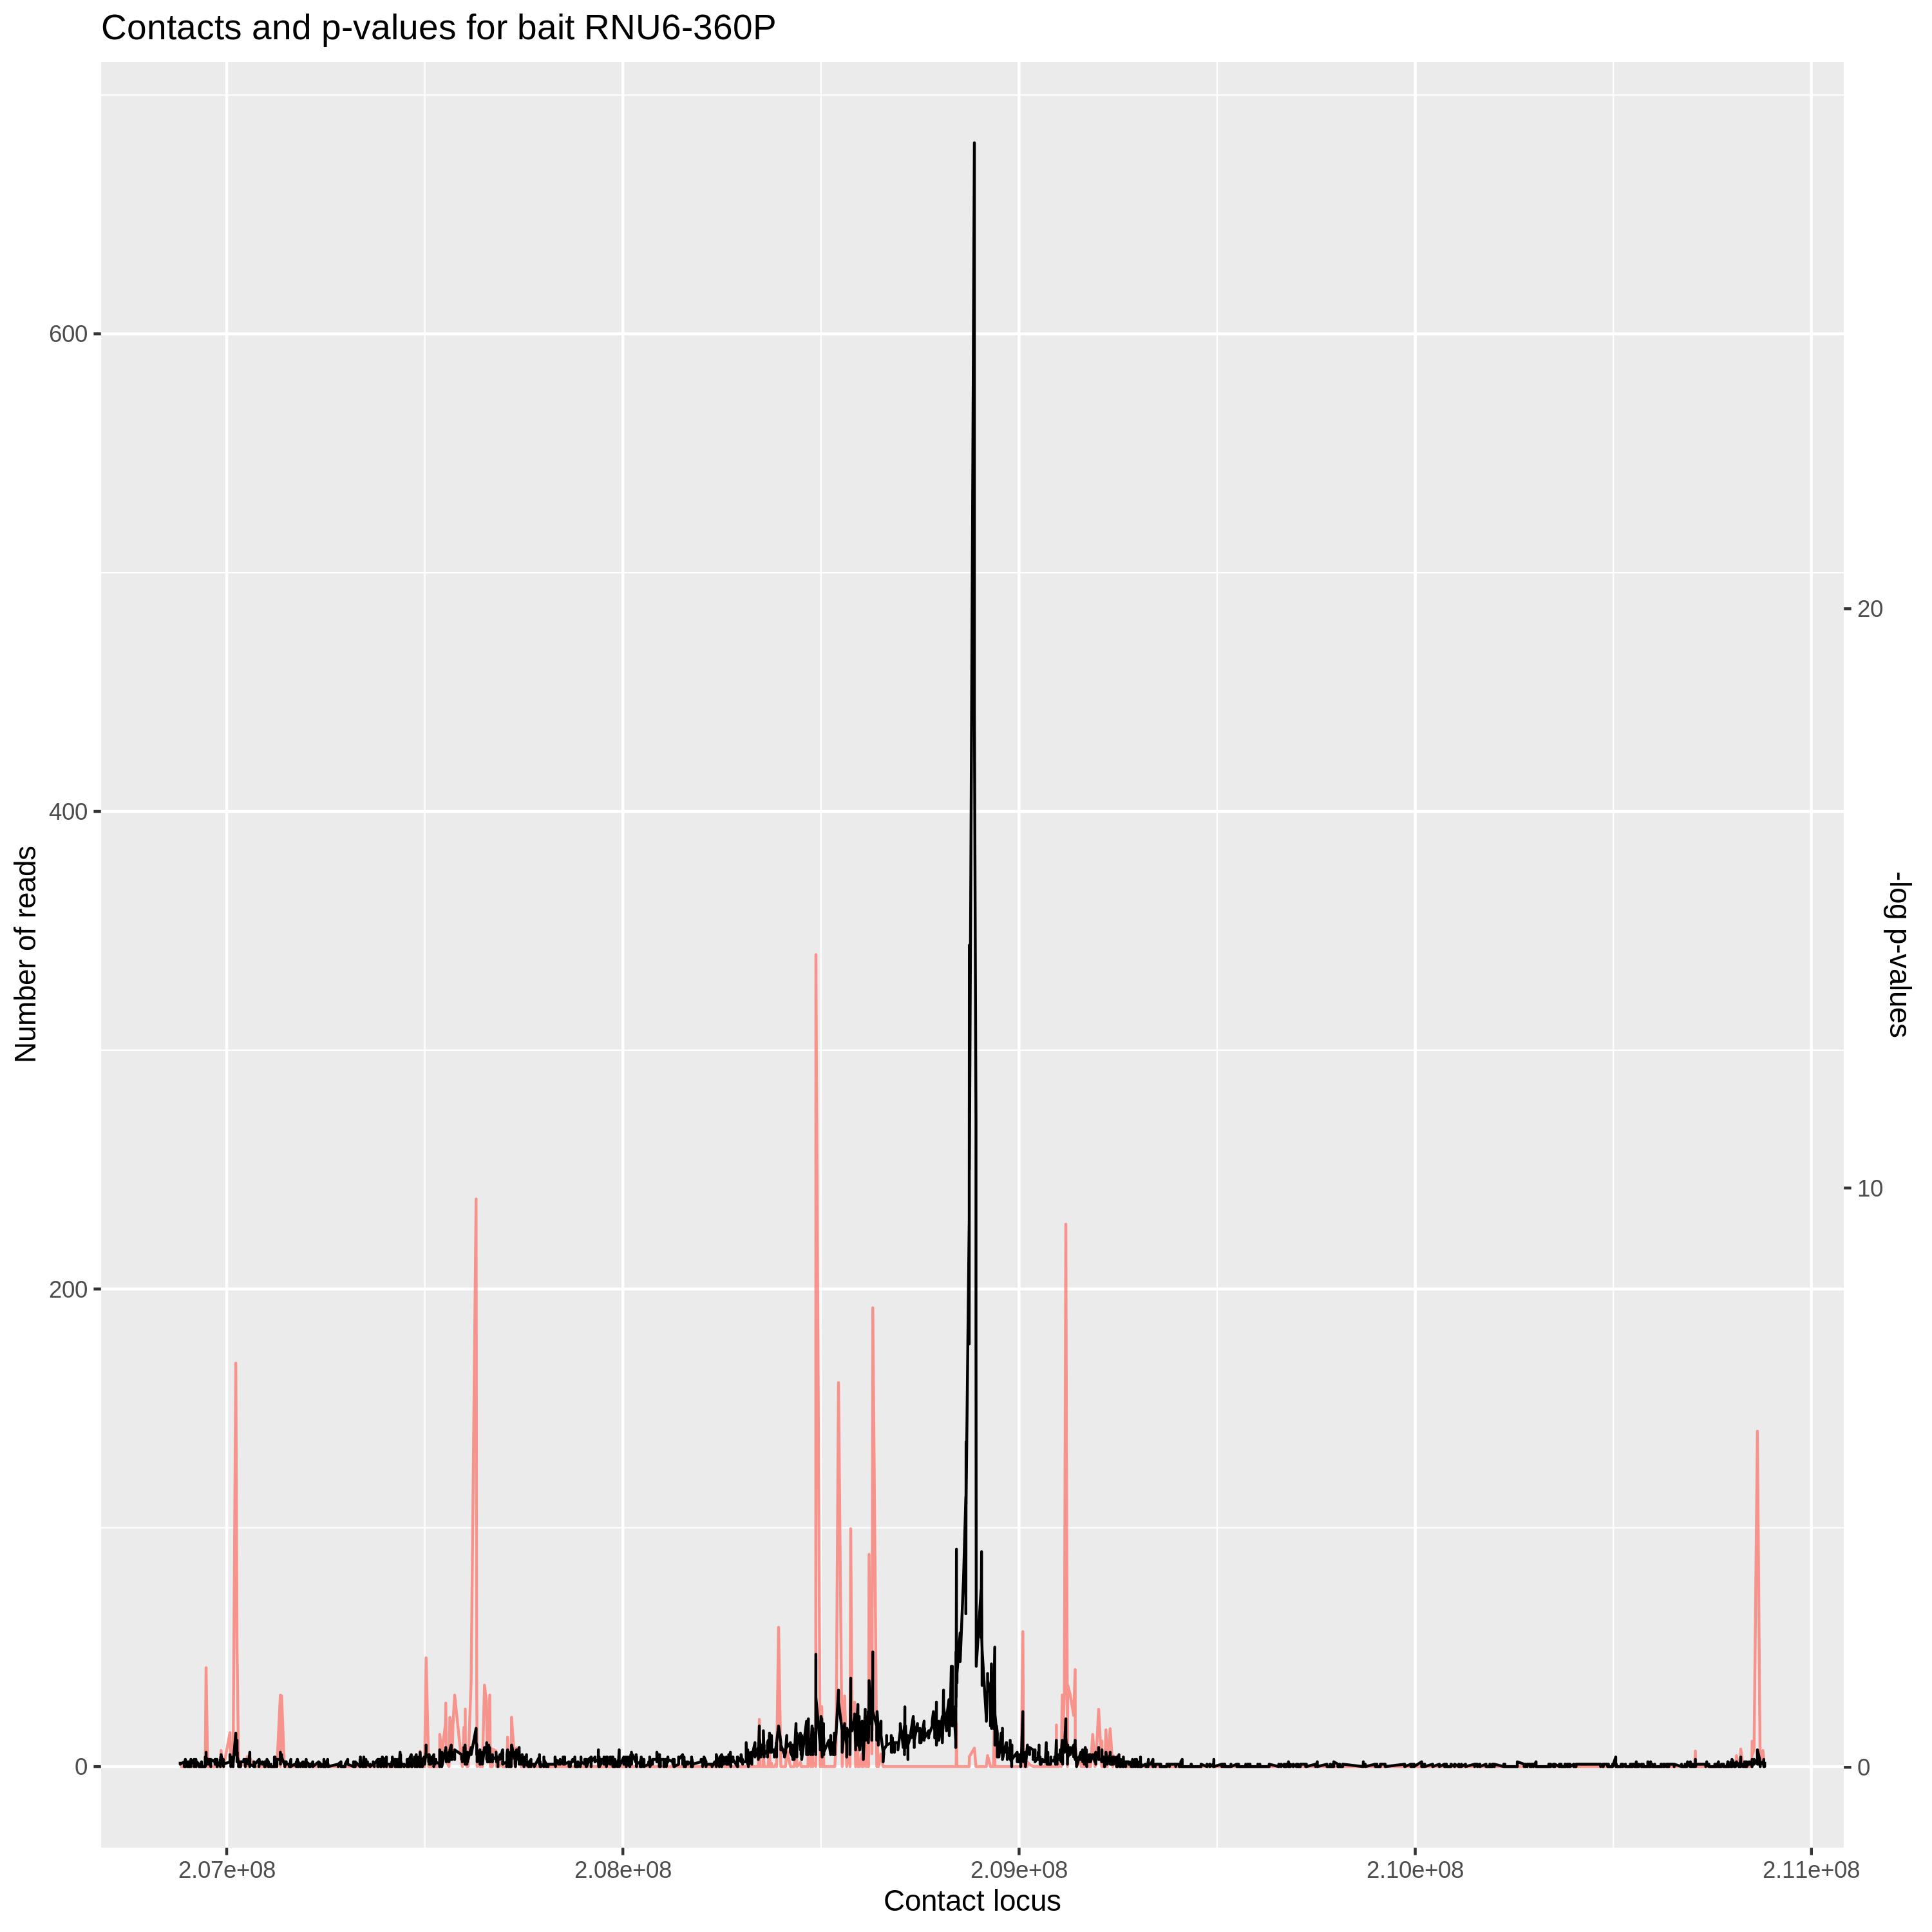 Contacts and p-values for bait RNU6-360P
Number of reads
600
400
200
0
-log p-values
20
10
0
2.07e+08
2.08e+08
2.09e+08
2.10e+08
2.11e+08
Contact locus